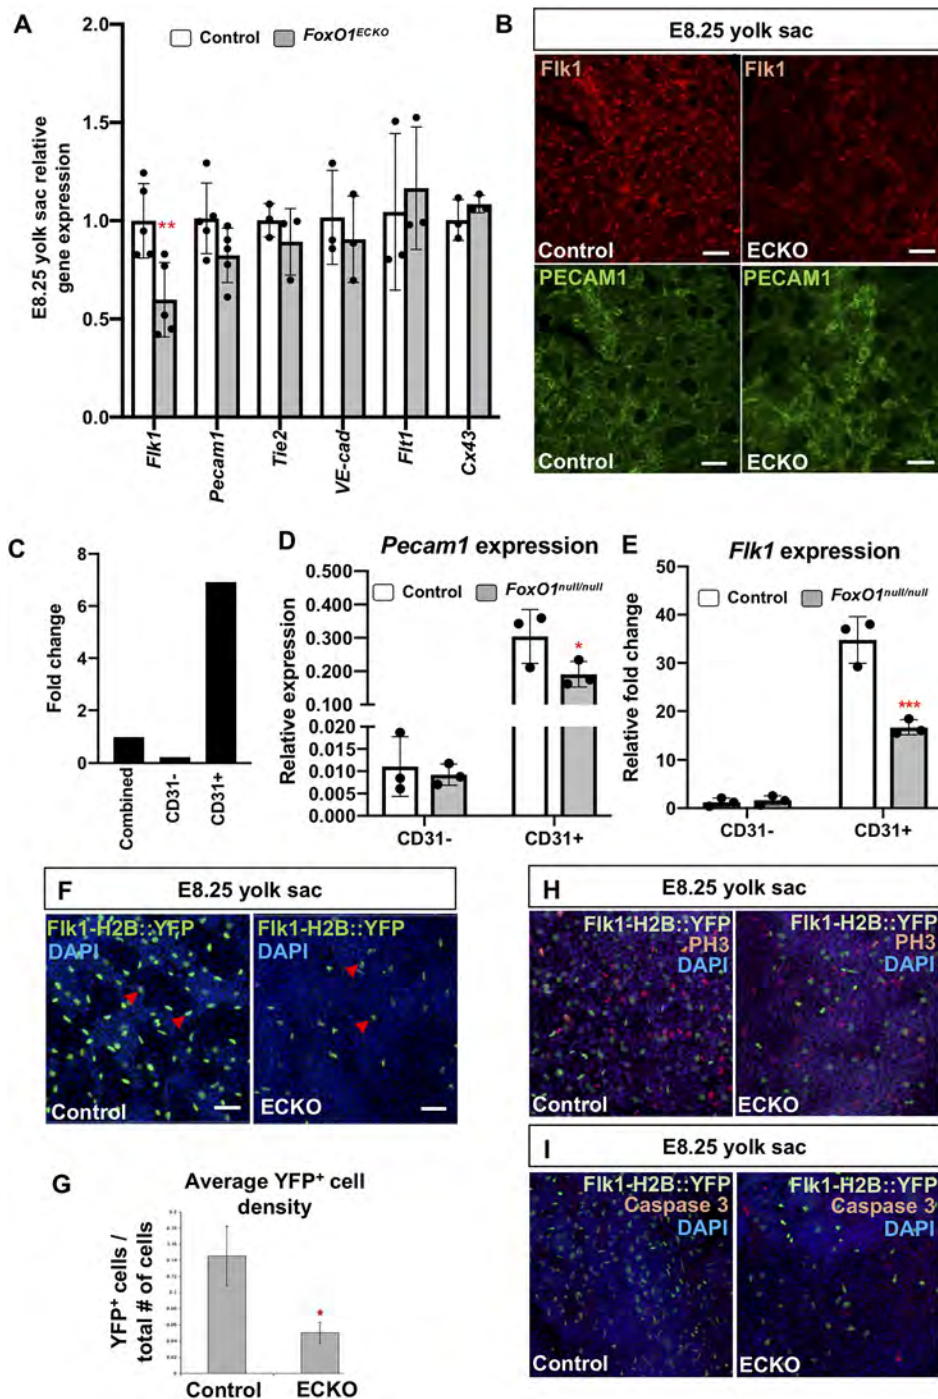 A
Control FoxO1ECKO
E8.25 yolk sac relative
gene expression
2.0
1.5
1.0
0.5
0.0
**
Flk1
Pecam1
Tie2
VE-cad
Flt1
Cx43
B
E8.25 yolk sac
Flk1 Flk1
Control ECKO
PECAM1 PECAM1
Control ECKO
C
Fold change
8
6
4
2
0
Combined
CD31-
CD31+
D
Pecam1 expression
Control FoxO1null/null
Relative expression
0.500
0.400
0.300
0.200
0.100
0.020
0.015
0.010
0.005
0.000
*
CD31- CD31+
E
Flk1 expression
Control FoxO1null/null
Relative fold change
50
40
30
20
10
0
***
CD31- CD31+
F
E8.25 yolk sac
Flk1-H2B::YFP Flk1-H2B::YFP
DAPI DAPI
Control ECKO
G
Average YFP+ cell
density
YFP+ cells /
total # of cells
*
Control ECKO
H
E8.25 yolk sac
Flk1-H2B::YFP Flk1-H2B::YFP
PH3 PH3
DAPI DAPI
Control ECKO
I
E8.25 yolk sac
Flk1-H2B::YFP Flk1-H2B::YFP
Caspase 3 Caspase 3
DAPI DAPI
Control ECKO